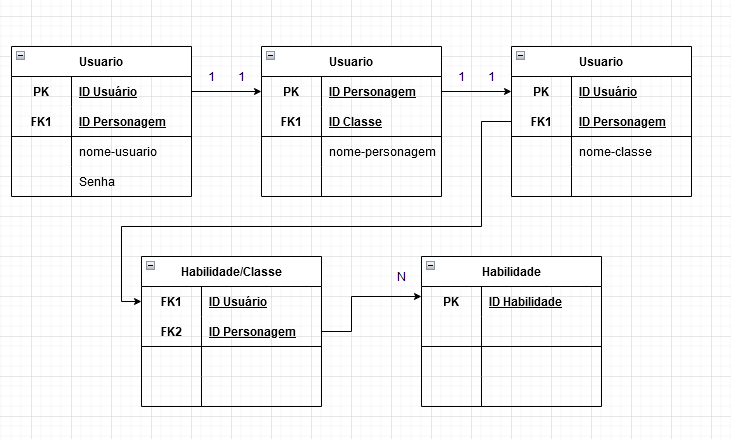 Usuario
PK ID Usuário
FK1 ID Personagem
nome-usuario
Senha
1 1
Usuario
PK ID Personagem
FK1 ID Classe
nome-personagem
1 1
Usuario
PK ID Usuário
FK1 ID Personagem
nome-classe
Habilidade/Classe
FK1 ID Usuário
FK2 ID Personagem
N
Habilidade
PK ID Habilidade